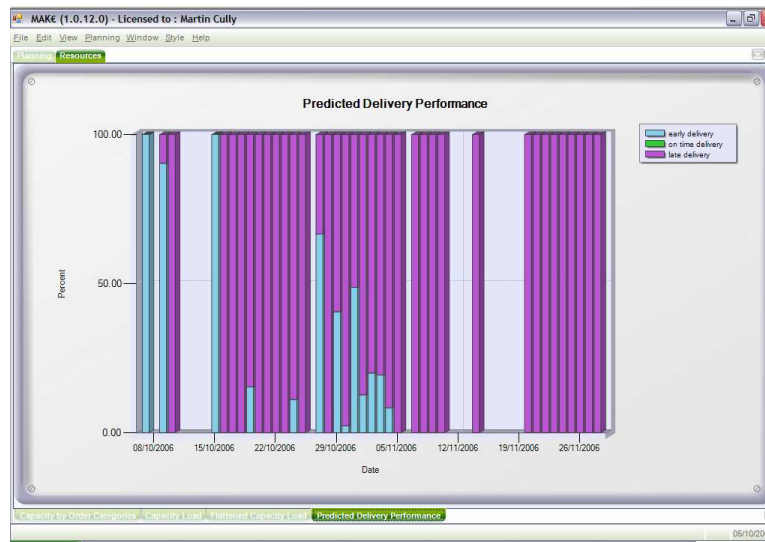 MAK€ (1.0.12.0) - Licensed to : Martin Cully
File Edit View Planning Window Style Help
Planning Resources
Predicted Delivery Performance
early delivery
on time delivery
late delivery
100.00
50.00
0.00
Percent
08/10/2006 15/10/2006 22/10/2006 29/10/2006 05/11/2006 12/11/2006 19/11/2006 26/11/2006
Date
Capacity by Order Categories Capacity Load Flattened Capacity Load Predicted Delivery Performance